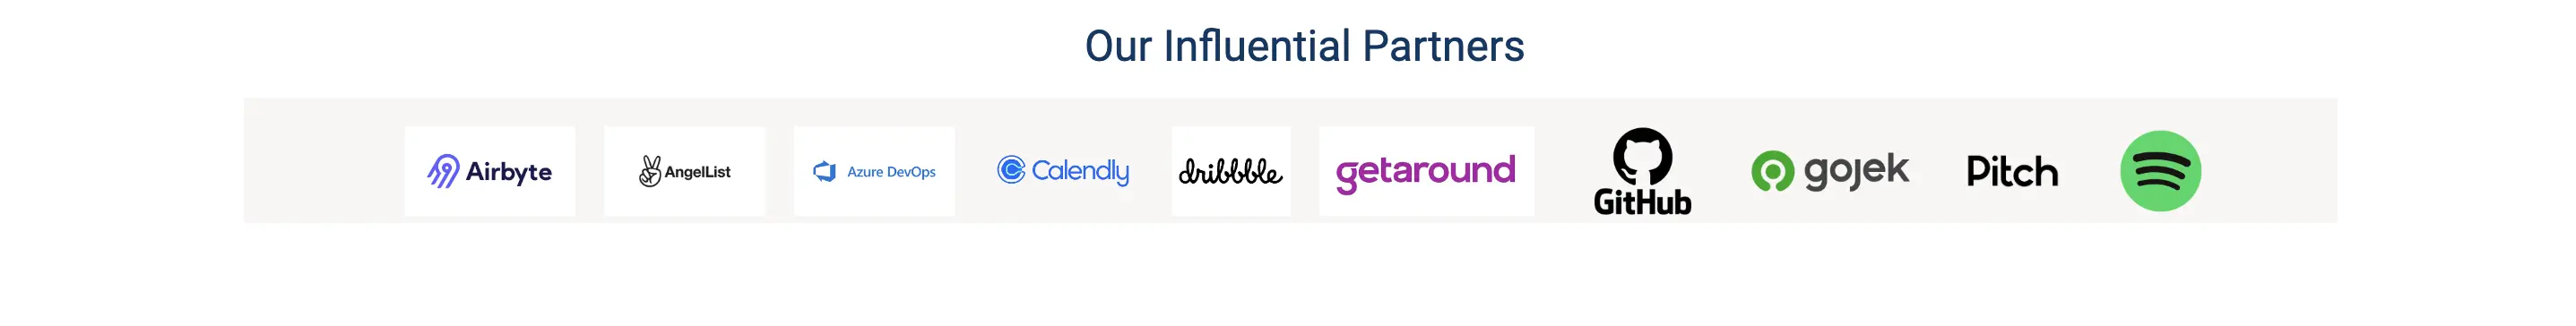 Our Influential Partners
Airbyte AngelList Azure DevOps Calendly dribbble getaround GitHub gojek Pitch